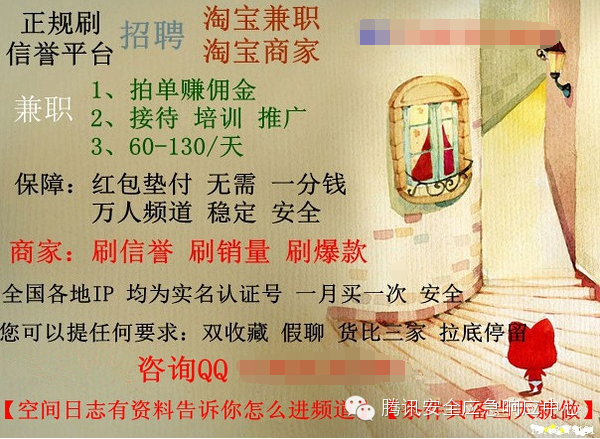 正规刷
信誉平台
招聘
淘宝兼职
淘宝商家
兼职
1、拍单赚佣金
2、接待 培训 推广
3、60-130/天
保障：红包垫付 无需 一分钱
万人频道 稳定 安全
商家：刷信誉 刷销量 刷爆款
全国各地IP 均为实名认证号 一月买一次 安全
您可以提任何要求：双收藏 假聊 货比三家 拉底停留
咨询QQ
【空间日志有资料告诉你怎么进频道
就做】
腾讯安全应急响应中心